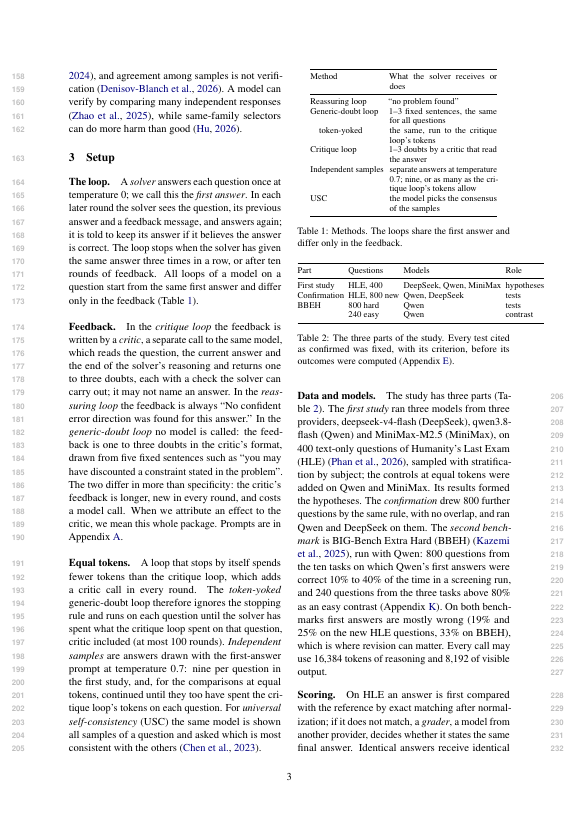 158 2024), and agreement among samples is not verifi-
159 cation (Denisov-Blanch et al., 2026). A model can
160 verify by comparing many independent responses
161 (Zhao et al., 2025), while same-family selectors
162 can do more harm than good (Hu, 2026).
163 3 Setup
164 The loop. A solver answers each question once at
165 temperature 0; we call this the first answer. In each
166 later round the solver sees the question, its previous
167 answer and a feedback message, and answers again;
168 it is told to keep its answer if it believes the answer
169 is correct. The loop stops when the solver has given
170 the same answer three times in a row, or after ten
171 rounds of feedback. All loops of a model on a
172 question start from the same first answer and differ
173 only in the feedback (Table 1).
174 Feedback. In the critique loop the feedback is
175 written by a critic, a separate call to the same model,
176 which reads the question, the current answer and
177 the end of the solver's reasoning and returns one
178 to three doubts, each with a check the solver can
179 carry out; it may not name an answer. In the reas-
180 suring loop the feedback is always “No confident
181 error direction was found for this answer.” In the
182 generic-doubt loop no model is called: the feed-
183 back is one to three doubts in the critic's format,
184 drawn from five fixed sentences such as “you may
185 have discounted a constraint stated in the problem”.
186 The two differ in more than specificity: the critic's
187 feedback is longer, new in every round, and costs
188 a model call. When we attribute an effect to the
189 critic, we mean this whole package. Prompts are in
190 Appendix A.
191 Equal tokens. A loop that stops by itself spends
192 fewer tokens than the critique loop, which adds
193 a critic call in every round. The token-yoked
194 generic-doubt loop therefore ignores the stopping
195 rule and runs on each question until the solver has
196 spent what the critique loop spent on that question,
197 critic included (at most 100 rounds). Independent
198 samples are answers drawn with the first-answer
199 prompt at temperature 0.7: nine per question in
200 the first study, and, for the comparisons at equal
201 tokens, continued until they too have spent the cri-
202 tique loop's tokens on each question. For universal
203 self-consistency (USC) the same model is shown
204 all samples of a question and asked which is most
205 consistent with the others (Chen et al., 2023).
Method What the solver receives or
does
Reassuring loop “no problem found”
Generic-doubt loop 1–3 fixed sentences, the same
for all questions
token-yoked the same, run to the critique
loop's tokens
Critique loop 1–3 doubts by a critic that read
the answer
Independent samples separate answers at temperature
0.7; nine, or as many as the cri-
tique loop's tokens allow
USC the model picks the consensus
of the samples
Table 1: Methods. The loops share the first answer and
differ only in the feedback.
Part Questions Models Role
First study HLE, 400 DeepSeek, Qwen, MiniMax hypotheses
Confirmation HLE, 800 new Qwen, DeepSeek tests
BBEH 800 hard Qwen tests
240 easy Qwen contrast
Table 2: The three parts of the study. Every test cited
as confirmed was fixed, with its criterion, before its
outcomes were computed (Appendix E).
Data and models. The study has three parts (Ta- 206
ble 2). The first study ran three models from three 207
providers, deepseek-v4-flash (DeepSeek), qwen3.8- 208
flash (Qwen) and MiniMax-M2.5 (MiniMax), on 209
400 text-only questions of Humanity's Last Exam 210
(HLE) (Phan et al., 2026), sampled with stratifica- 211
tion by subject; the controls at equal tokens were 212
added on Qwen and MiniMax. Its results formed 213
the hypotheses. The confirmation drew 800 further 214
questions by the same rule, with no overlap, and ran 215
Qwen and DeepSeek on them. The second bench- 216
mark is BIG-Bench Extra Hard (BBEH) (Kazemi 217
et al., 2025), run with Qwen: 800 questions from 218
the ten tasks on which Qwen's first answers were 219
correct 10% to 40% of the time in a screening run, 220
and 240 questions from the three tasks above 80% 221
as an easy contrast (Appendix K). On both bench- 222
marks first answers are mostly wrong (19% and 223
25% on the new HLE questions, 33% on BBEH), 224
which is where revision can matter. Every call may 225
use 16,384 tokens of reasoning and 8,192 of visible 226
output. 227
Scoring. On HLE an answer is first compared 228
with the reference by exact matching after normal- 229
ization; if it does not match, a grader, a model from 230
another provider, decides whether it states the same 231
final answer. Identical answers receive identical 232
3